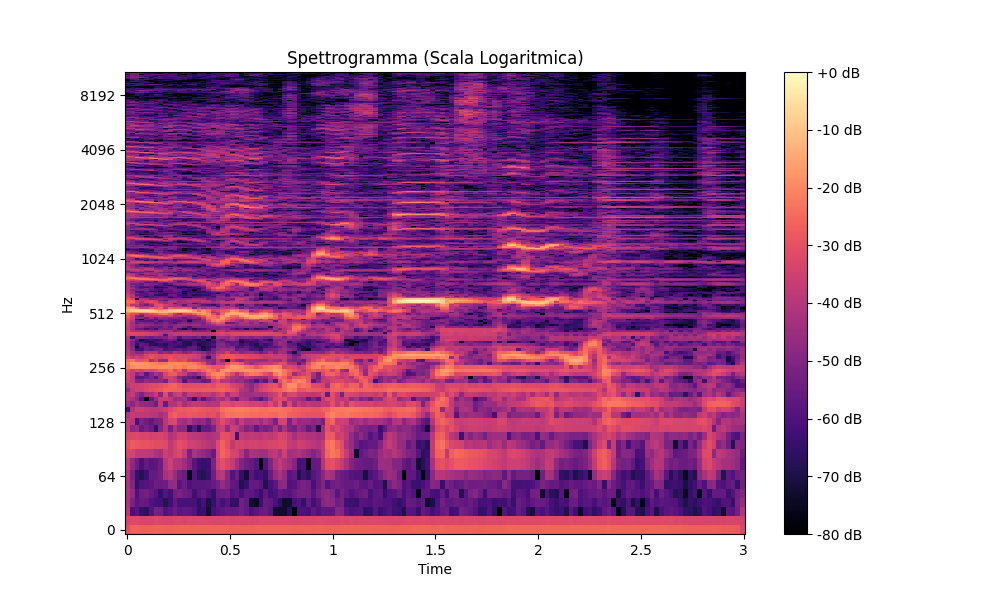 Spettrogramma (Scala Logaritmica)
Hz
8192
4096
2048
1024
512
256
128
64
0
0 0.5 1 1.5 2 2.5 3
Time
+0 dB
-10 dB
-20 dB
-30 dB
-40 dB
-50 dB
-60 dB
-70 dB
-80 dB